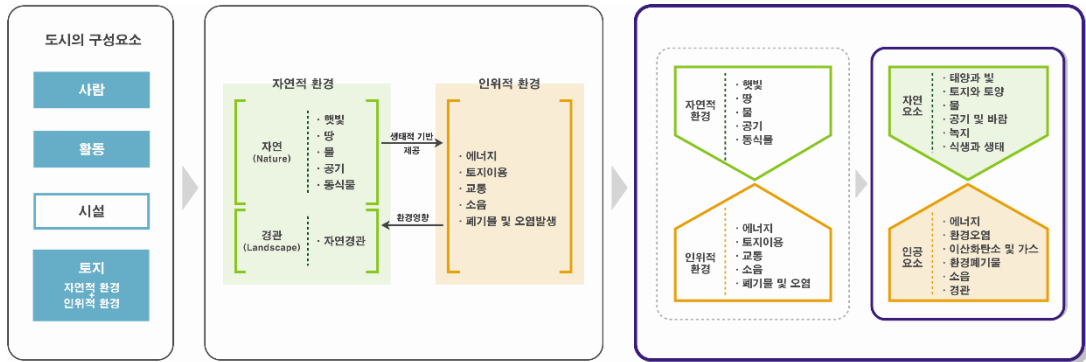 도시의 구성요소
사람
활동
시설
토지
자연적 환경
+
인위적 환경
자연적 환경
자연
(Nature)
· 햇빛
· 땅
· 물
· 공기
· 동식물
경관
(Landscape)
· 자연경관
생태적 기반
제공
환경영향
인위적 환경
· 에너지
· 토지이용
· 교통
· 소음
· 폐기물 및 오염발생
자연적
환경
· 햇빛
· 땅
· 물
· 공기
· 동식물
인위적
환경
· 에너지
· 토지이용
· 교통
· 소음
· 폐기물 및 오염
자연
요소
· 태양과 빛
· 토지와 토양
· 물
· 공기 및 바람
· 녹지
· 식생과 생태
인공
요소
· 에너지
· 환경오염
· 이산화탄소 및 가스
· 환경폐기물
· 소음
· 경관